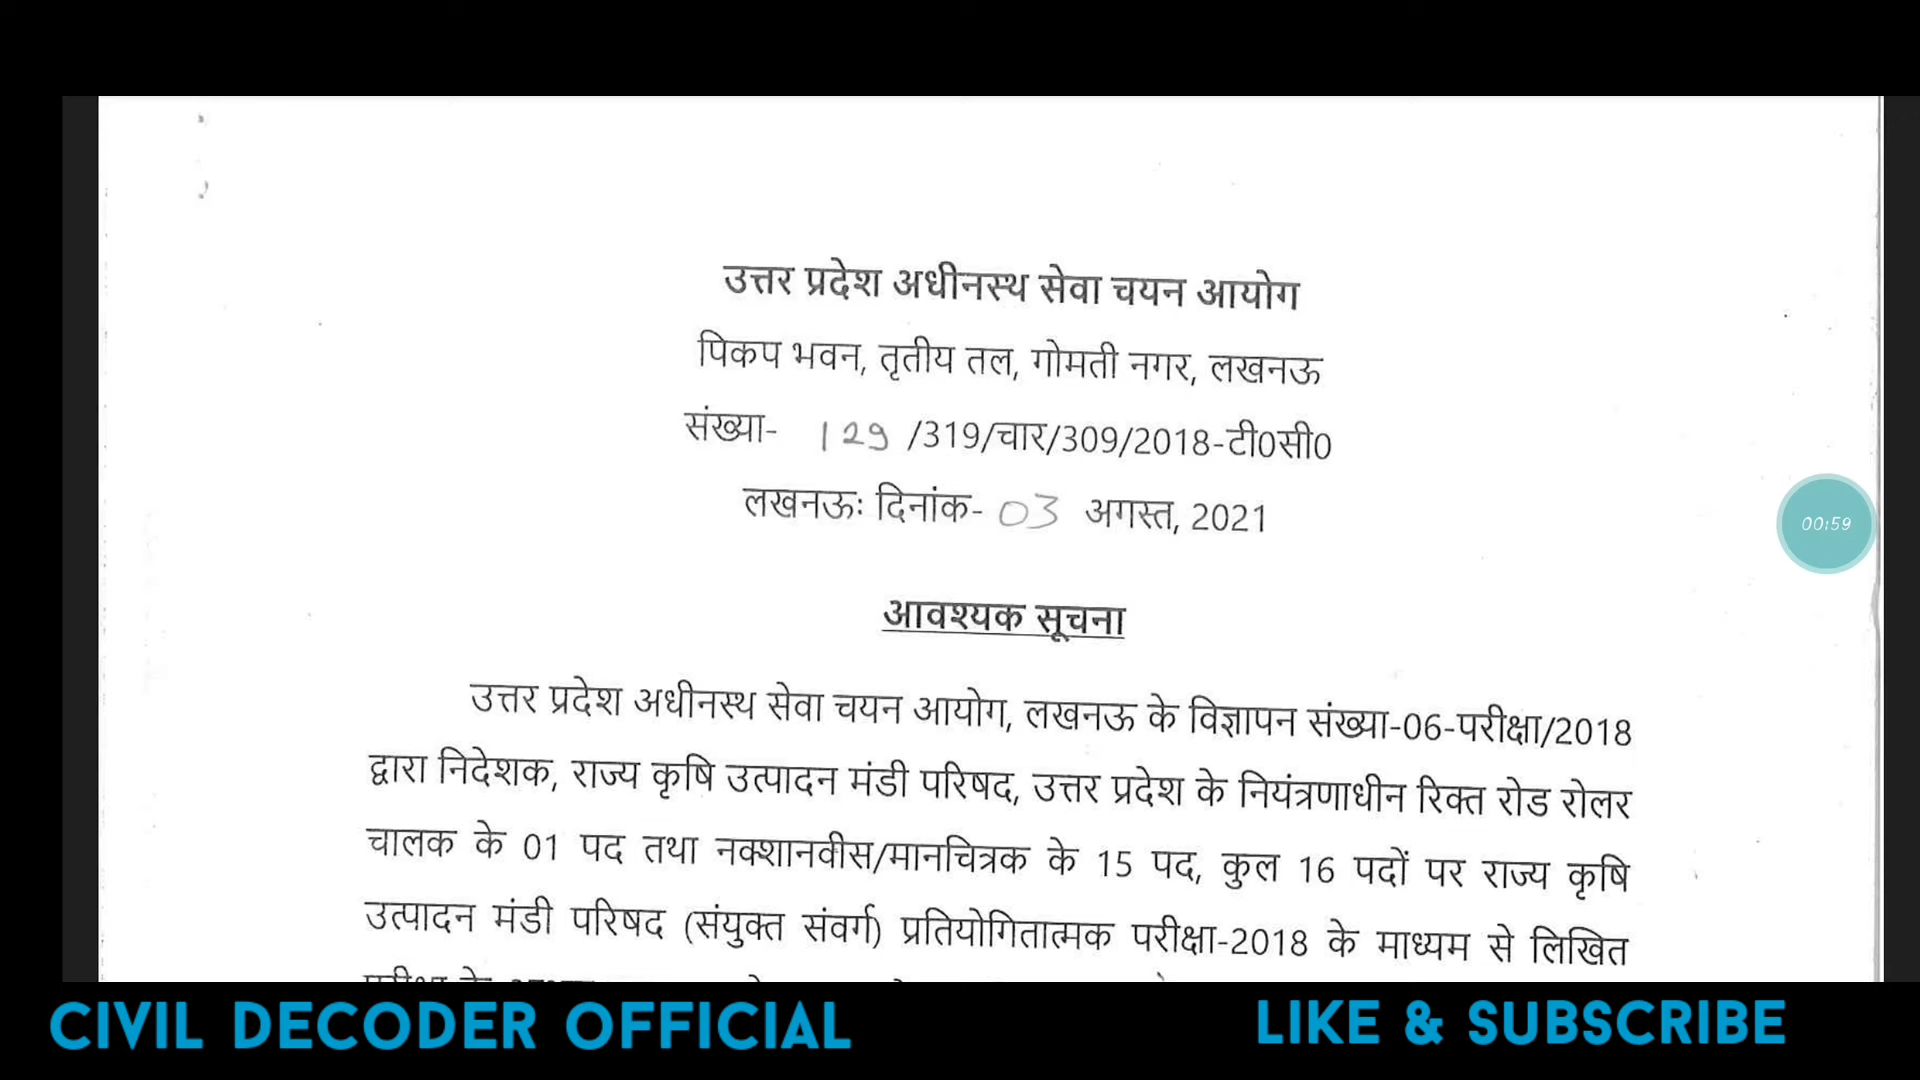 उत्तर प्रदेश अधीनस्थ सेवा चयन आयोग
पिकप भवन, तृतीय तल, गोमती नगर, लखनऊ
संख्या- 129 /319/चार/309/2018-टी0सी0
लखनऊः दिनांक- 03 अगस्त, 2021
00:59
आवश्यक सूचना
उत्तर प्रदेश अधीनस्थ सेवा चयन आयोग, लखनऊ के विज्ञापन संख्या-06-परीक्षा/2018
द्वारा निदेशक, राज्य कृषि उत्पादन मंडी परिषद, उत्तर प्रदेश के नियंत्रणाधीन रिक्त रोड रोलर
चालक के 01 पद तथा नक्शानवीस/मानचित्रक के 15 पद, कुल 16 पदों पर राज्य कृषि
उत्पादन मंडी परिषद (संयुक्त संवर्ग) प्रतियोगितात्मक परीक्षा-2018 के माध्यम से लिखित
CIVIL DECODER OFFICIAL
LIKE & SUBSCRIBE